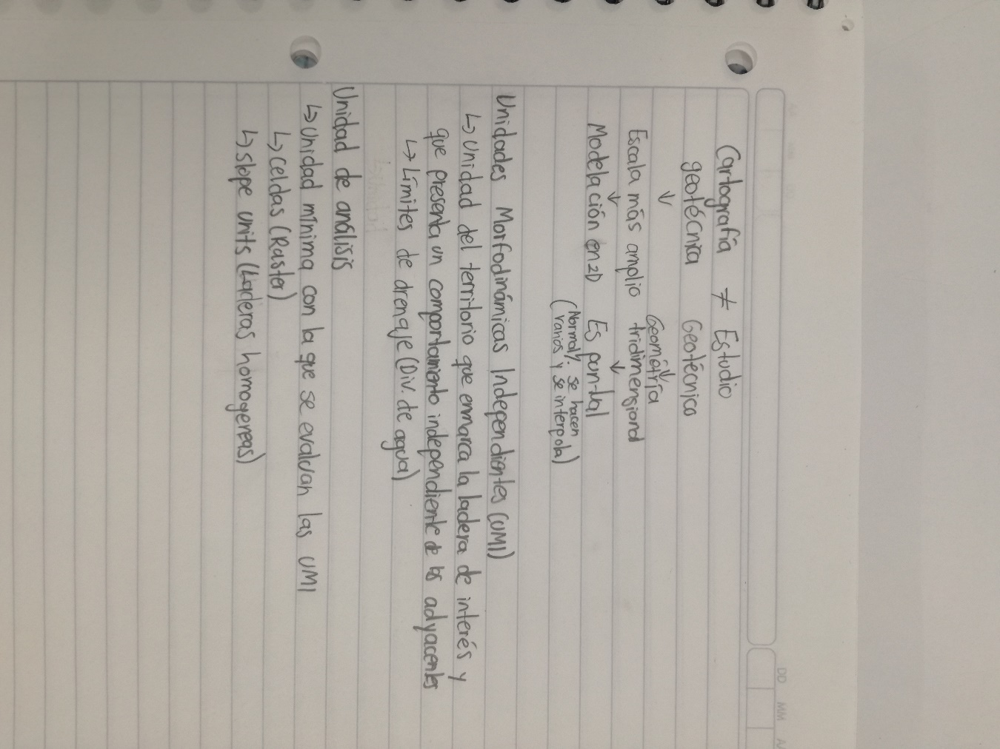 Cartografía ≠ Estudio
geotécnica Geotécnico
↓ ↓
Geométria
Escala más amplio tridimensional
↓ ↓
Modelación en 2D Es puntual
(Normal/. se hacen
varios y se interpola)
Unidades Morfodinámicas Independientes (UMI)
↳ Unidad del territorio que enmarca la ladera de interés y
que presenta un comportamiento independiente de las adyacentes
↳ Límites de drenaje (Div. de agua)
Unidad de análisis
↳ Unidad mínima con la que se evaluan las UMI
↳ Celdas (Raster)
↳ Slope units (Laderas homogeneas)
DD MM